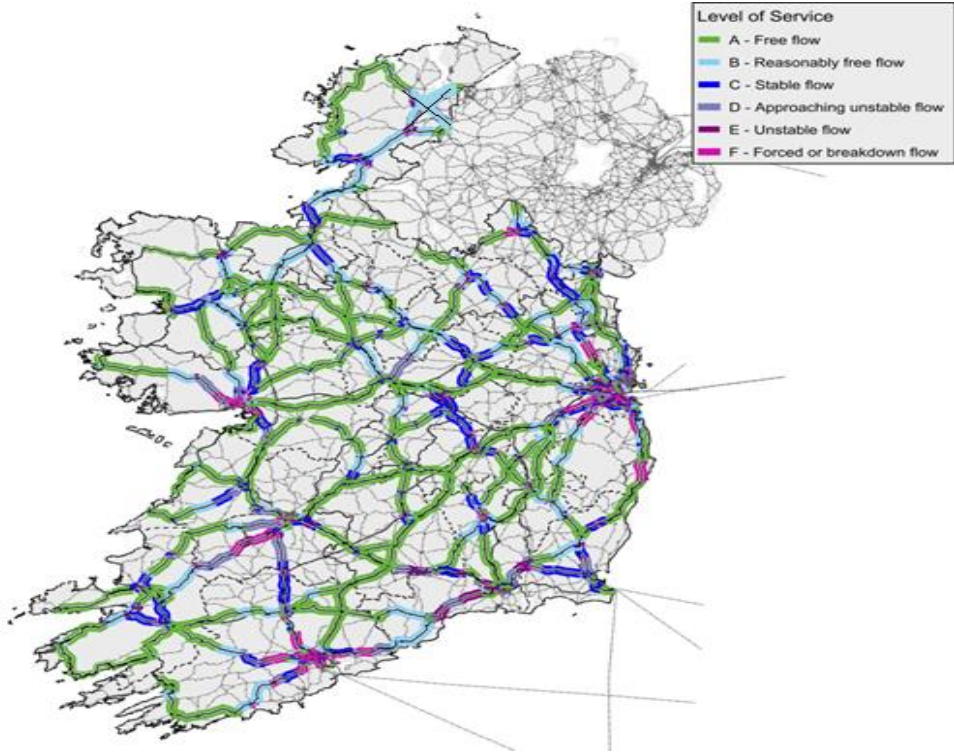 Level of Service
A - Free flow
B - Reasonably free flow
C - Stable flow
D - Approaching unstable flow
E - Unstable flow
F - Forced or breakdown flow